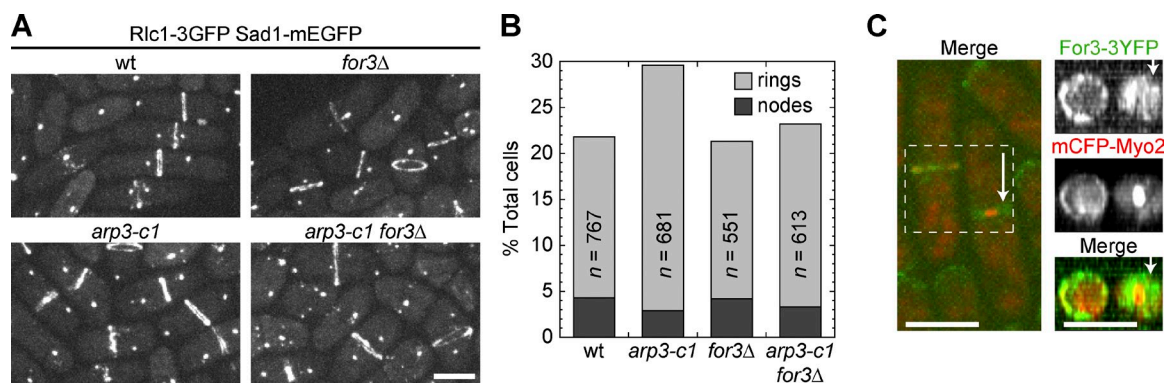 A
Rlc1-3GFP Sad1-mEGFP
wt
for3Δ
arp3-c1
arp3-c1 for3Δ
B
% Total cells
30
25
20
15
10
5
0
rings
nodes
n = 767
n = 681
n = 551
n = 613
wt
arp3-c1
for3Δ
arp3-c1
for3Δ
C
Merge
For3-3YFP
mCFP-Myo2
Merge